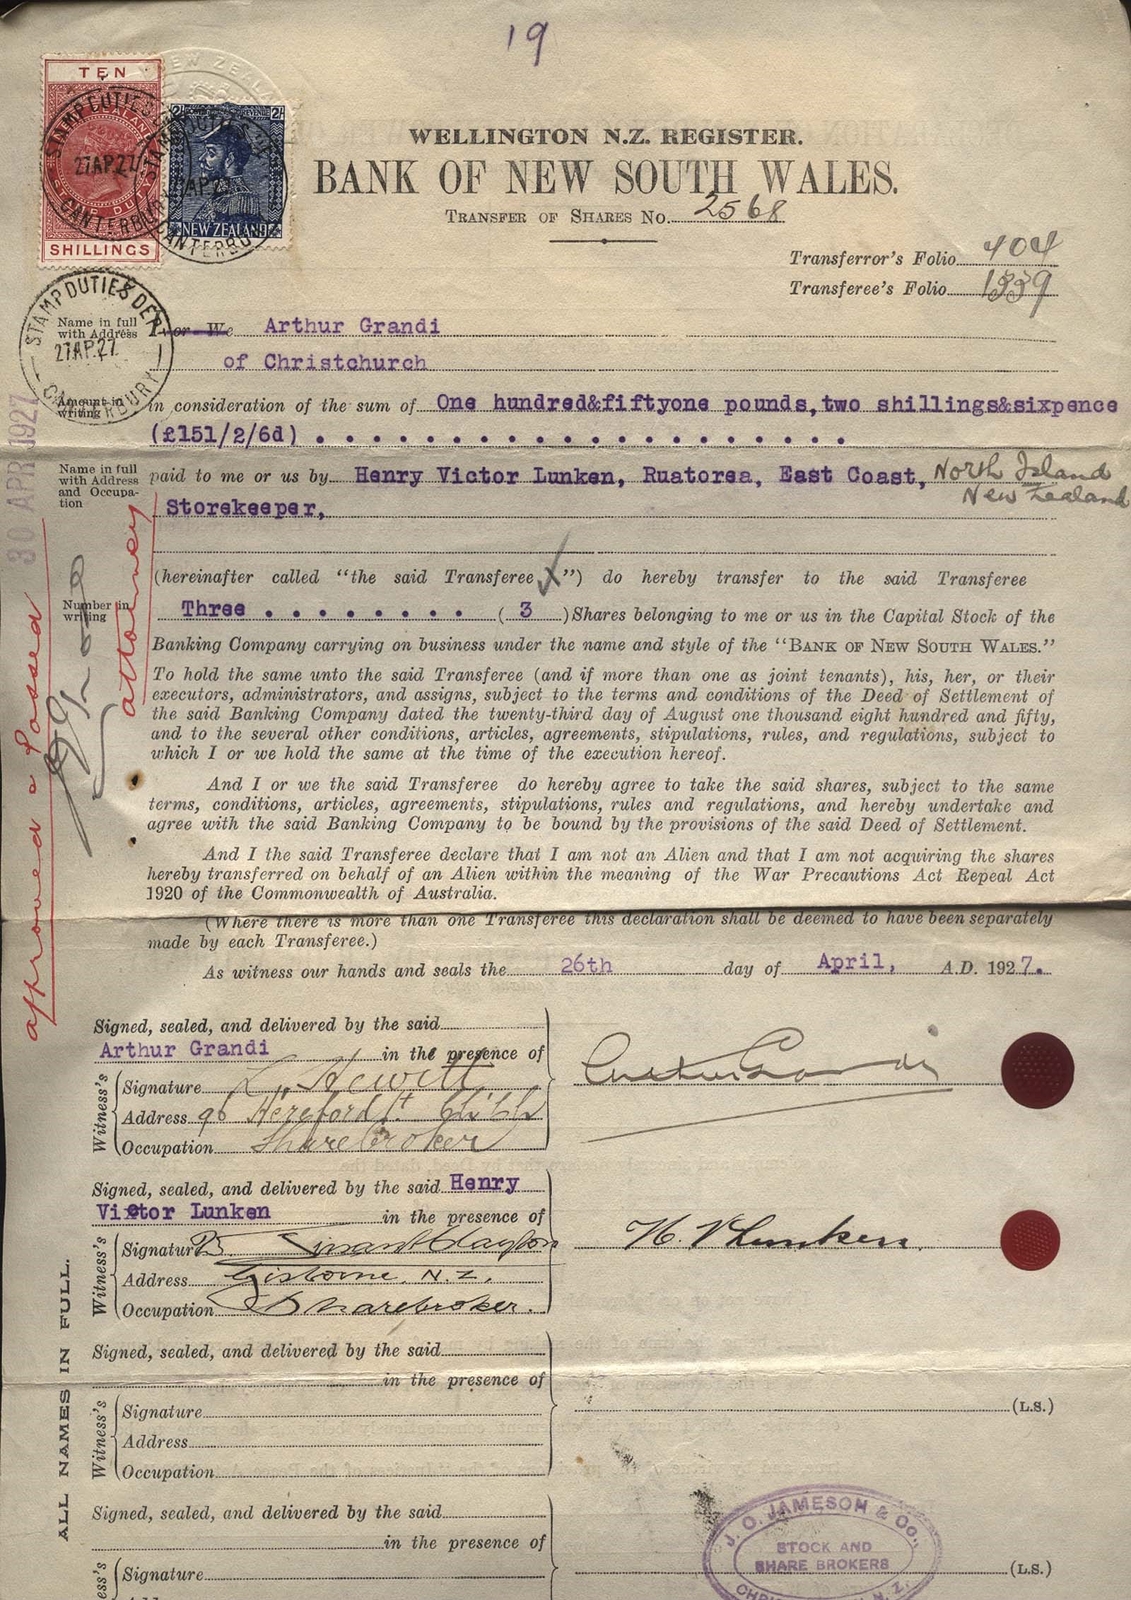 19
TEN
SHILLINGS
STAMP DUTIES
27 AP 27
CANTERBURY
2/-
2/-
NEW ZEALAND
WELLINGTON N.Z. REGISTER.
BANK OF NEW SOUTH WALES.
TRANSFER OF SHARES No. 2568
Transferror's Folio 404
Transferee's Folio 1339
STAMP DUTIES DEP
27 AP. 27
CANTERBURY
30 APR 1927
Name in full
with Address
I or We Arthur Grandi
of Christchurch
Amount in
writing
in consideration of the sum of One hundred&fiftyone pounds,two shillings&sixpence
(£151/2/6d) . . . . . . . . . . . . . . . . . . . .
Name in full
with Address
and Occupa-
tion
paid to me or us by Henry Victor Lunken, Ruatorea, East Coast, North Island
New Zealand
Storekeeper,
(hereinafter called "the said Transferee") do hereby transfer to the said Transferee
Number in
writing
Three . . . . . . . . ( 3 ) Shares belonging to me or us in the Capital Stock of the
Banking Company carrying on business under the name and style of the "BANK OF NEW SOUTH WALES."
To hold the same unto the said Transferee (and if more than one as joint tenants), his, her, or their
executors, administrators, and assigns, subject to the terms and conditions of the Deed of Settlement of
the said Banking Company dated the twenty-third day of August one thousand eight hundred and fifty,
and to the several other conditions, articles, agreements, stipulations, rules, and regulations, subject to
which I or we hold the same at the time of the execution hereof.
And I or we the said Transferee do hereby agree to take the said shares, subject to the same
terms, conditions, articles, agreements, stipulations, rules and regulations, and hereby undertake and
agree with the said Banking Company to be bound by the provisions of the said Deed of Settlement.
And I the said Transferee declare that I am not an Alien and that I am not acquiring the shares
hereby transferred on behalf of an Alien within the meaning of the War Precautions Act Repeal Act
1920 of the Commonwealth of Australia.
(Where there is more than one Transferee this declaration shall be deemed to have been separately
made by each Transferee.)
As witness our hands and seals the 26th day of April, A.D. 1927.
approved & passed
attorney
Signed, sealed, and delivered by the said
Arthur Grandi in the presence of
Arthur Grandi
Witness's
Signature L. Hewitt
Address 96 Hereford St ChCh
Occupation Sharebroker
Signed, sealed, and delivered by the said Henry
Victor Lunken in the presence of
H. V Lunken.
Witness's
Signature Clayton
Address Gisborne. N.Z.
Occupation Sharebroker.
Signed, sealed, and delivered by the said
in the presence of
(L.S.)
Witness's
Signature
Address
Occupation
ALL NAMES IN FULL.
Signed, sealed, and delivered by the said
in the presence of
Signature
(L.S.)
J. O. JAMESON & Co.,
STOCK AND
SHARE BROKERS
N.Z.